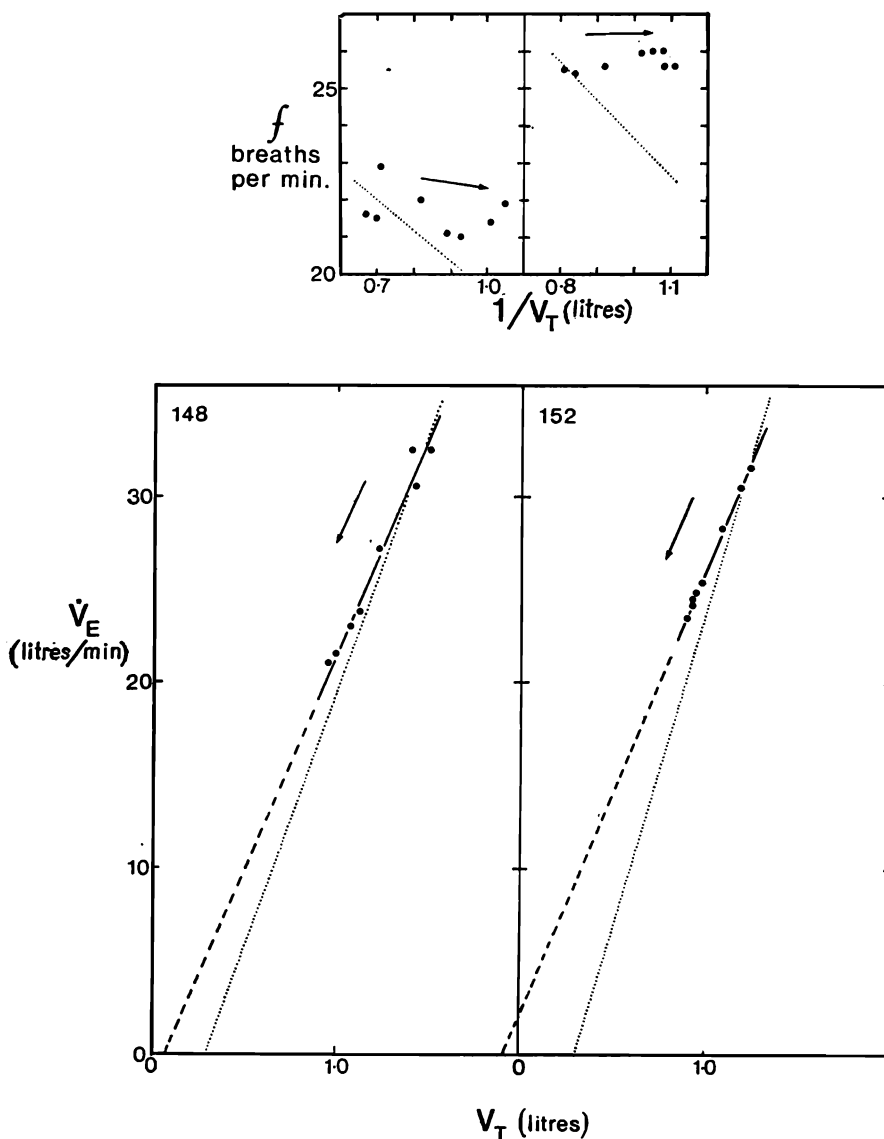 25
20
f
breaths
per min.
0·7
1·0
0·8
1·1
1/V_T (litres)
148
152
30
20
10
0
V̇_E
(litres/min)
0
1·0
0
1·0
V_T (litres)